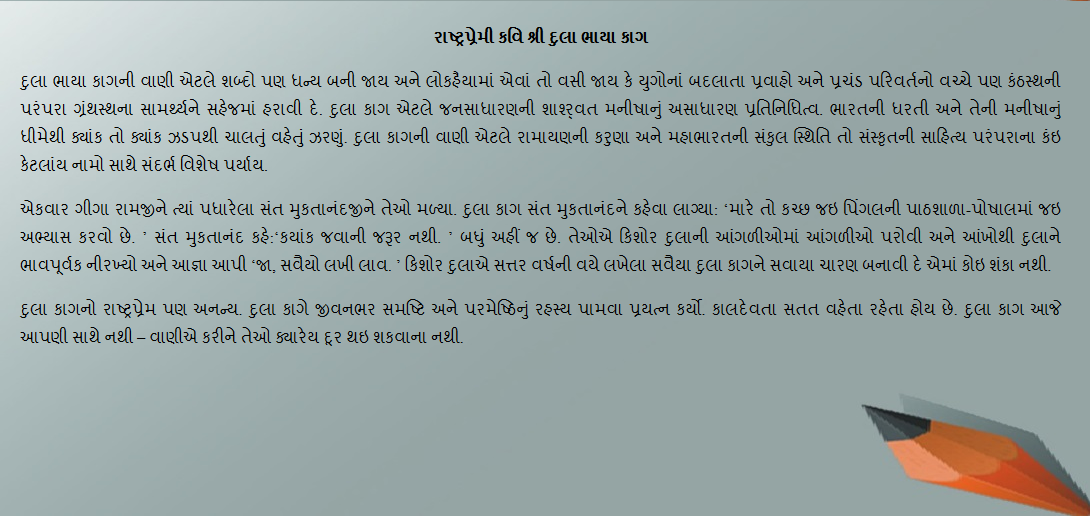 રાષ્ટ્રપ્રેમી કવિ શ્રી દુલા ભાયા કાગ
દુલા ભાયા કાગની વાણી એટલે શબ્દો પણ ધન્ય બની જાય અને લોકહૈયામાં એવાં તો વસી જાય કે યુગોનાં બદલાતા પ્રવાહો અને પ્રચંડ પરિવર્તનો વચ્ચે પણ કંઠસ્થની
પરંપરા ગ્રંથસ્થના સામર્થ્યને સહેજમાં હરાવી દે. દુલા કાગ એટલે જનસાધારણની શાશ્ર્વત મનીષાનું અસાધારણ પ્રતિનિધિત્વ. ભારતની ધરતી અને તેની મનીષાનું
ધીમેથી ક્યાંક તો ક્યાંક ઝડપથી ચાલતું વહેતું ઝરણું. દુલા કાગની વાણી એટલે રામાયણની કરુણા અને મહાભારતની સંકુલ સ્થિતિ તો સંસ્કૃતની સાહિત્ય પરંપરાના કંઇ
કેટલાંય નામો સાથે સંદર્ભ વિશેષ પર્યાય.
એકવાર ગીગા રામજીને ત્યાં પધારેલા સંત મુકતાનંદજીને તેઓ મળ્યા. દુલા કાગ સંત મુકતાનંદને કહેવા લાગ્યા: ‘મારે તો કચ્છ જઇ પિંગલની પાઠશાળા-પોષાલમાં જઇ
અભ્યાસ કરવો છે. ’ સંત મુકતાનંદ કહે:‘કયાંક જવાની જરૂર નથી. ’ બધું અહીં જ છે. તેઓએ કિશોર દુલાની આંગળીઓમાં આંગળીઓ પરોવી અને આંખોથી દુલાને
ભાવપૂર્વક નીરખ્યો અને આજ્ઞા આપી ‘જા, સવૈયો લખી લાવ. ’ કિશોર દુલાએ સત્તર વર્ષની વયે લખેલા સવૈયા દુલા કાગને સવાયા ચારણ બનાવી દે એમાં કોઇ શંકા નથી.
દુલા કાગનો રાષ્ટ્રપ્રેમ પણ અનન્ય. દુલા કાગે જીવનભર સમષ્ટિ અને પરમેષ્ઠિનું રહસ્ય પામવા પ્રયત્ન કર્યો. કાલદેવતા સતત વહેતા રહેતા હોય છે. દુલા કાગ આજે
આપણી સાથે નથી – વાણીએ કરીને તેઓ ક્યારેય દૂર થઇ શકવાના નથી.